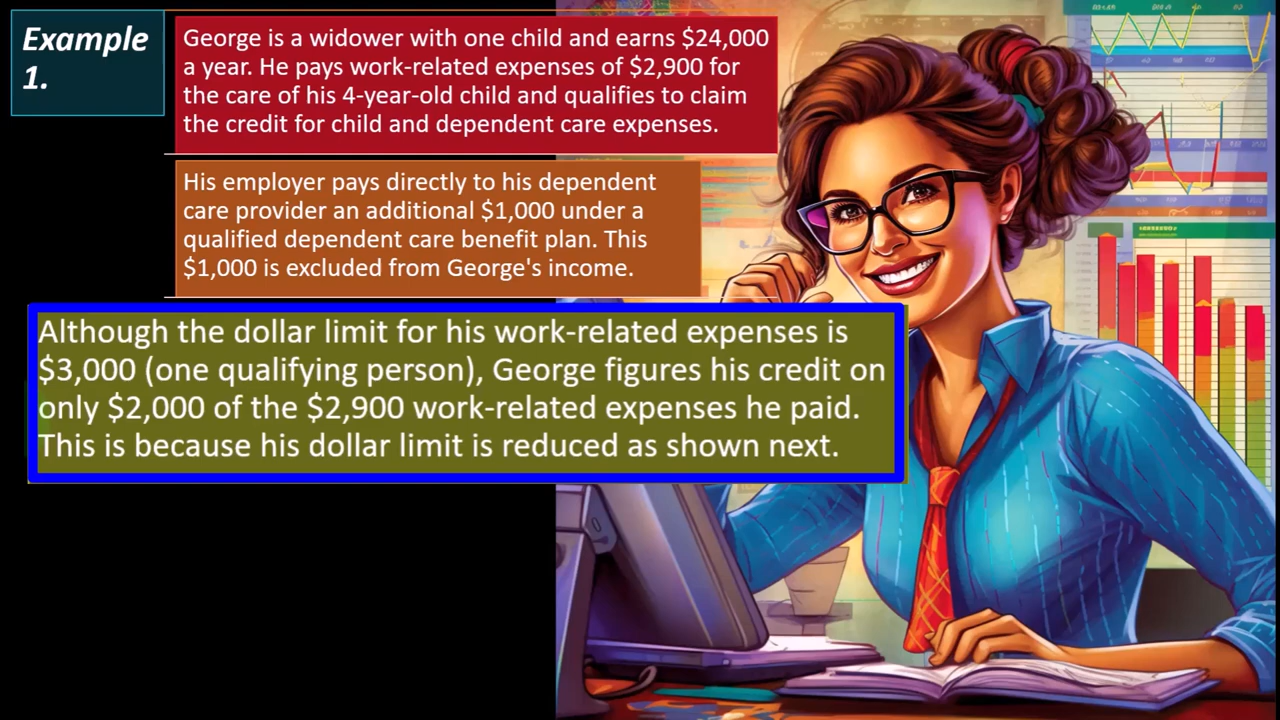 Example
1.
George is a widower with one child and earns $24,000
a year. He pays work-related expenses of $2,900 for
the care of his 4-year-old child and qualifies to claim
the credit for child and dependent care expenses.
His employer pays directly to his dependent
care provider an additional $1,000 under a
qualified dependent care benefit plan. This
$1,000 is excluded from George's income.
Although the dollar limit for his work-related expenses is
$3,000 (one qualifying person), George figures his credit on
only $2,000 of the $2,900 work-related expenses he paid.
This is because his dollar limit is reduced as shown next.